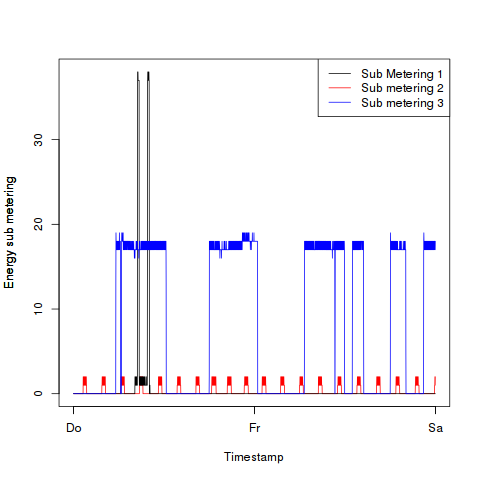 Sub Metering 1
Sub metering 2
Sub metering 3
Energy sub metering
30
20
10
0
Do
Fr
Sa
Timestamp